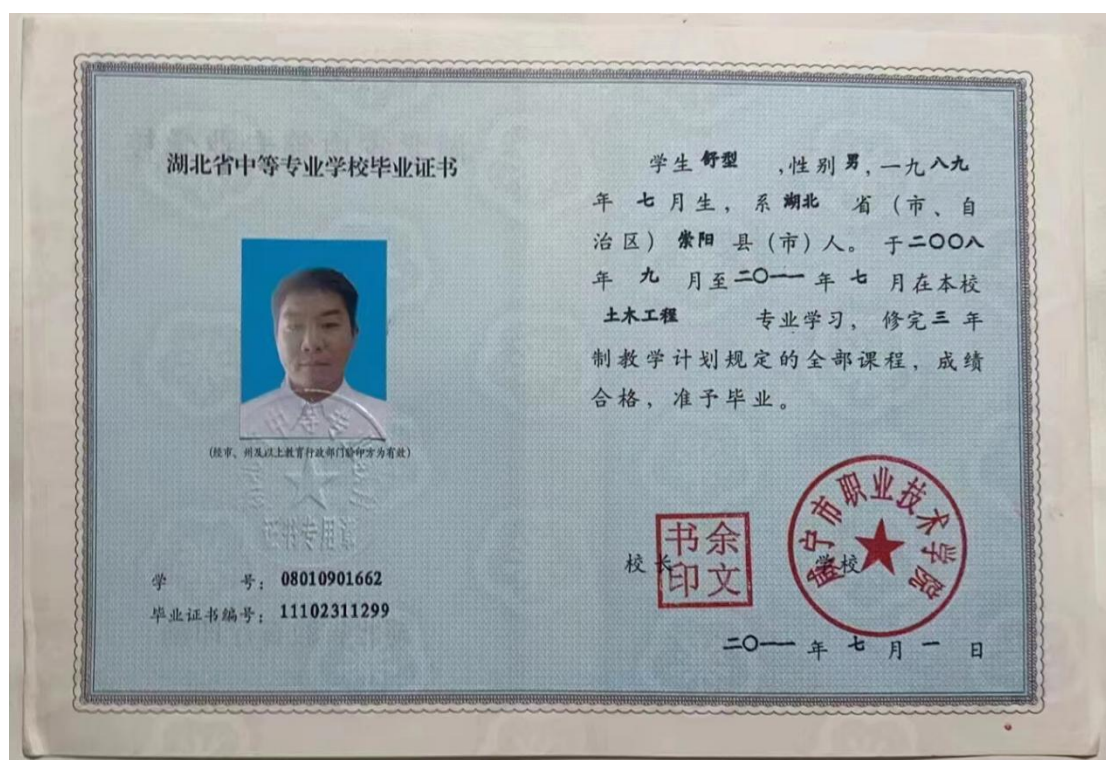 湖北省中等专业学校毕业证书
(经市、州及以上教育行政部门验印方为有效)
证书专用章
学 号： 08010901662
毕业证书编号： 11102311299
学生 舒型 ，性别 男，一九八九
年 七 月生， 系 湖北 省（市、自
治区） 崇阳 县（市）人。 于二〇〇八
年 九 月至二〇一一 年 七 月在本校
土木工程 专业学习， 修完三 年
制教学计划规定的全部课程，成绩
合格，准予毕业。
校长
余文书印
学校
咸宁市职业技术学院
二〇一一 年 七 月 一 日